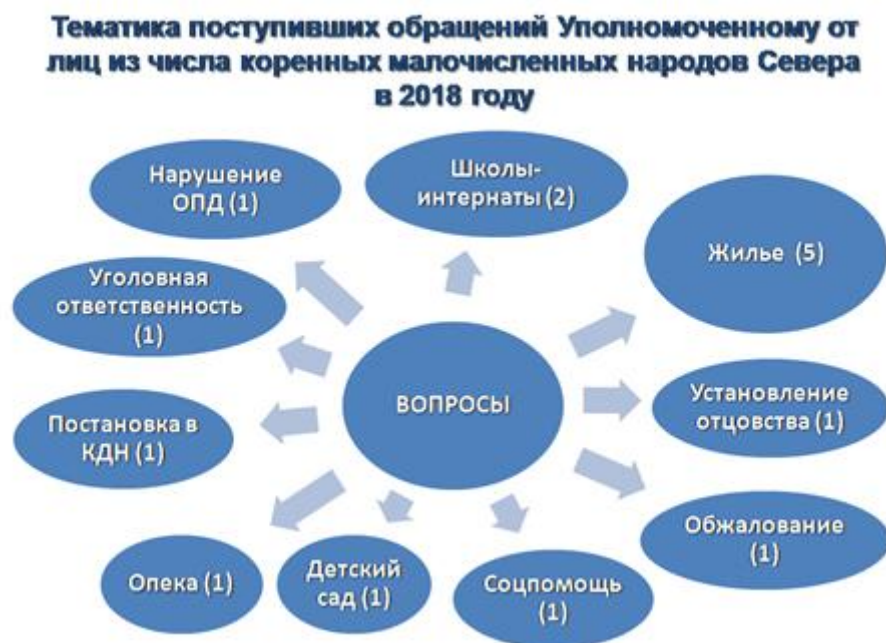 Тематика поступивших обращений Уполномоченному от
лиц из числа коренных малочисленных народов Севера
в 2018 году
Нарушение
ОПД (1)
Школы-
интернаты (2)
Жилье (5)
Уголовная
ответственность
(1)
ВОПРОСЫ
Установление
отцовства (1)
Постановка в
КДН (1)
Обжалование
(1)
Опека (1)
Детский
сад (1)
Соцпомощь
(1)